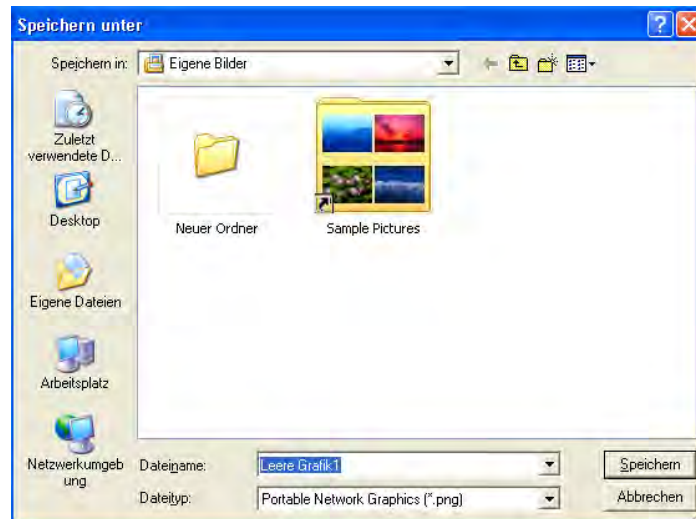 Speichern unter
Speichern in: Eigene Bilder
Zuletzt
verwendete D...
Desktop
Eigene Dateien
Arbeitsplatz
Netzwerkumgeb
ung
Neuer Ordner
Sample Pictures
Dateiname: Leere Grafik1 Speichern
Dateityp: Portable Network Graphics (*.png) Abbrechen